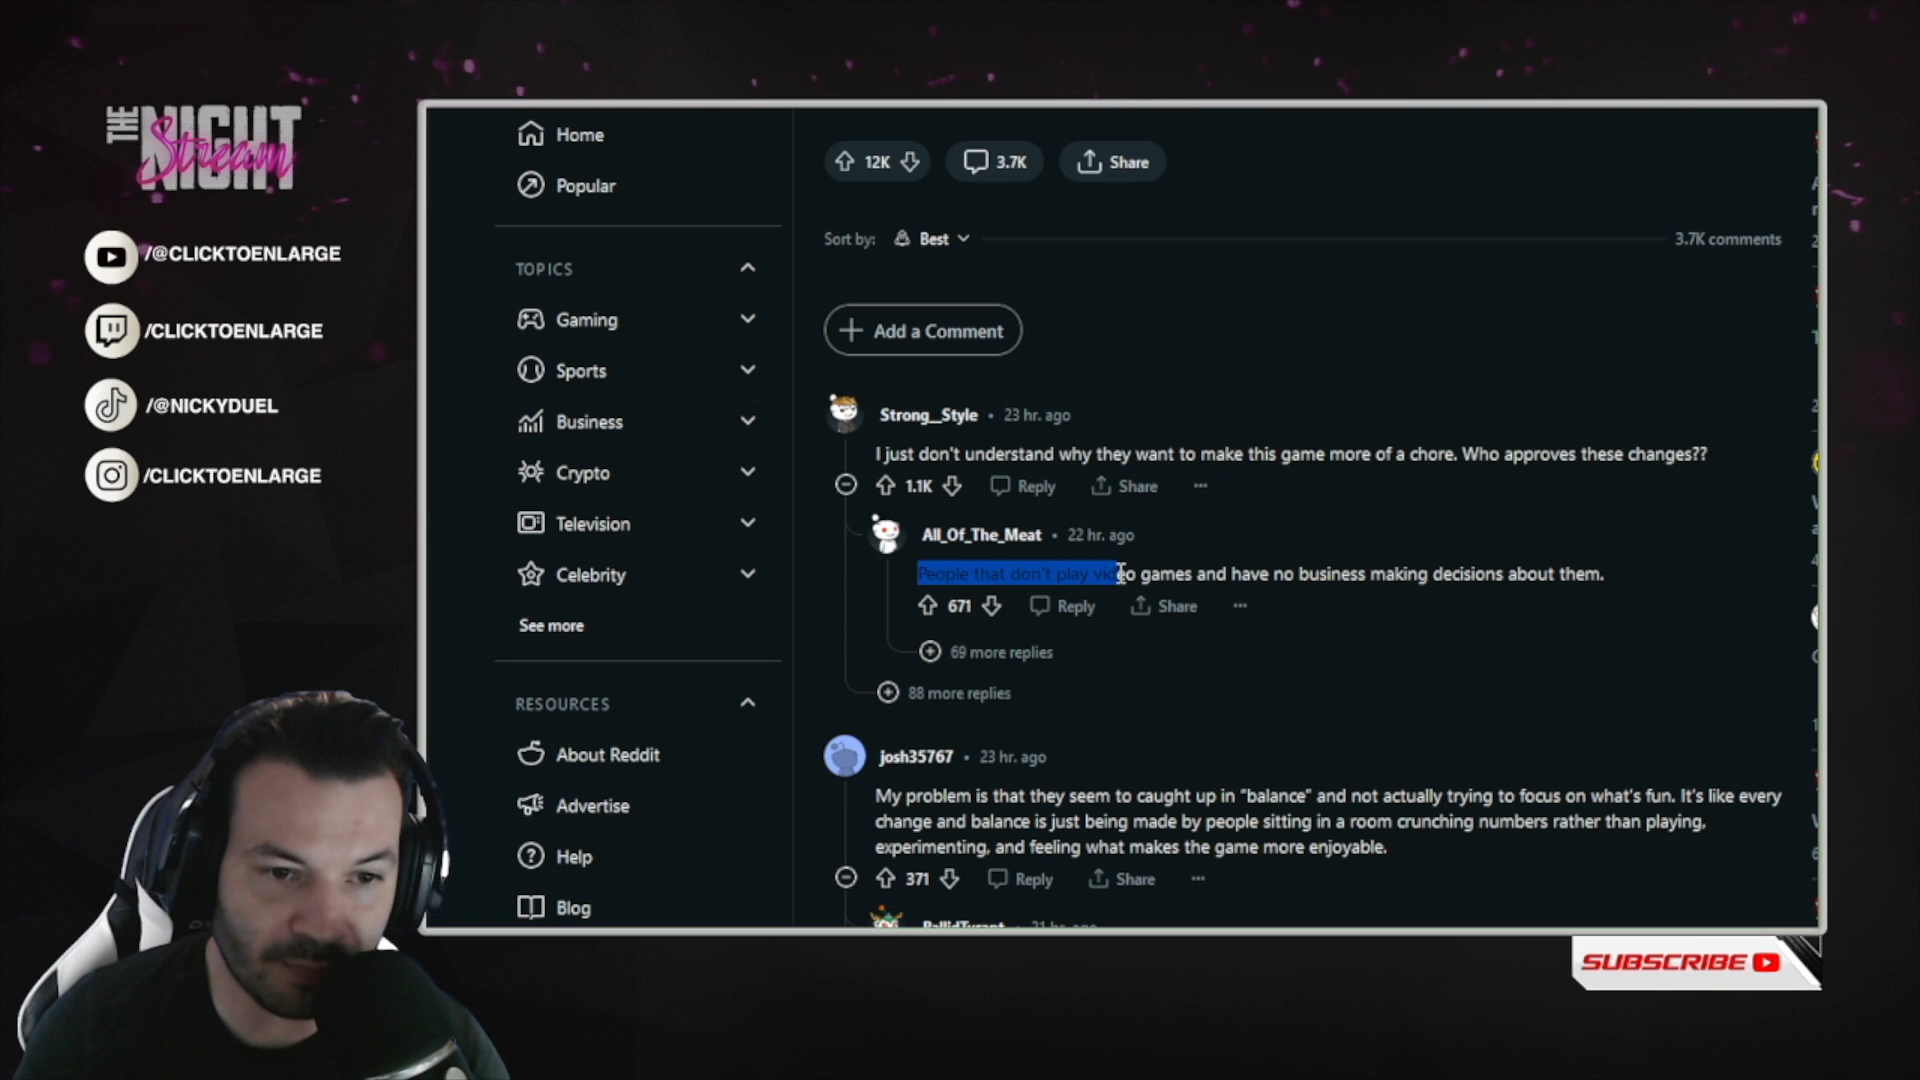 THE
NIGHT
Stream
/@CLICKTOENLARGE
/CLICKTOENLARGE
/@NICKYDUEL
/CLICKTOENLARGE
Home
Popular
TOPICS
Gaming
Sports
Business
Crypto
Television
Celebrity
See more
RESOURCES
About Reddit
Advertise
Help
Blog
12K
3.7K
Share
Sort by: Best
3.7K comments
Add a Comment
Strong__Style • 23 hr. ago
I just don't understand why they want to make this game more of a chore. Who approves these changes??
1.1K Reply Share ...
All_Of_The_Meat • 22 hr. ago
People that don't play video games and have no business making decisions about them.
671 Reply Share ...
69 more replies
88 more replies
josh35767 • 23 hr. ago
My problem is that they seem to caught up in "balance" and not actually trying to focus on what's fun. It's like every
change and balance is just being made by people sitting in a room crunching numbers rather than playing,
experimenting, and feeling what makes the game more enjoyable.
371 Reply Share ...
PallidTyrant • 21 hr. ago
SUBSCRIBE